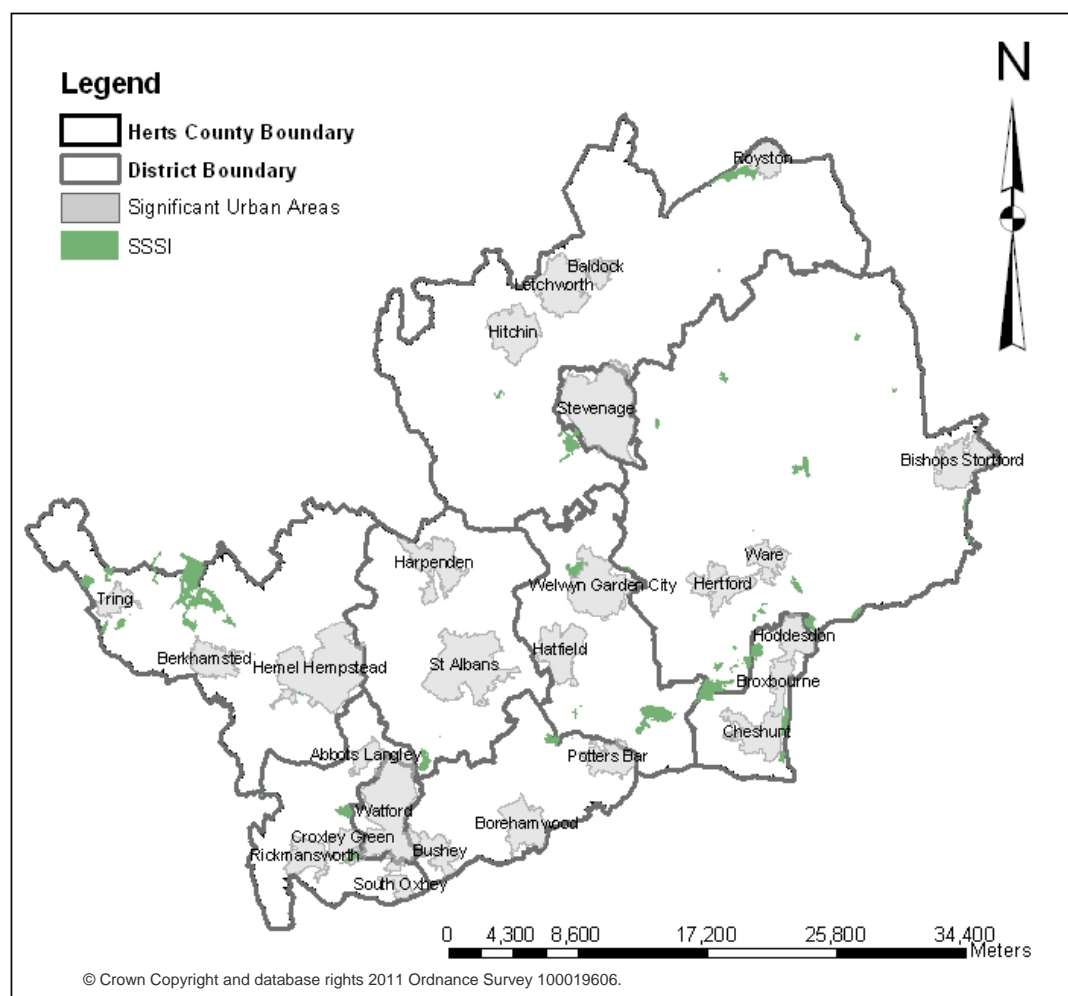 Legend
Herts County Boundary
District Boundary
Significant Urban Areas
SSSI
N
Royston
Baldock
Letchworth
Hitchin
Stevenage
Bishops Stortford
Harpenden
Ware
Welwyn Garden City
Hertford
Tring
Hoddesdon
Berkhamsted
Hemel Hempstead
St Albans
Hatfield
Broxbourne
Cheshunt
Abbots Langley
Potters Bar
Watford
Borehamwood
Croxley Green
Rickmansworth
Bushey
South Oxhey
0 4,300 8,600 17,200 25,800 34,400
Meters
© Crown Copyright and database rights 2011 Ordnance Survey 100019606.